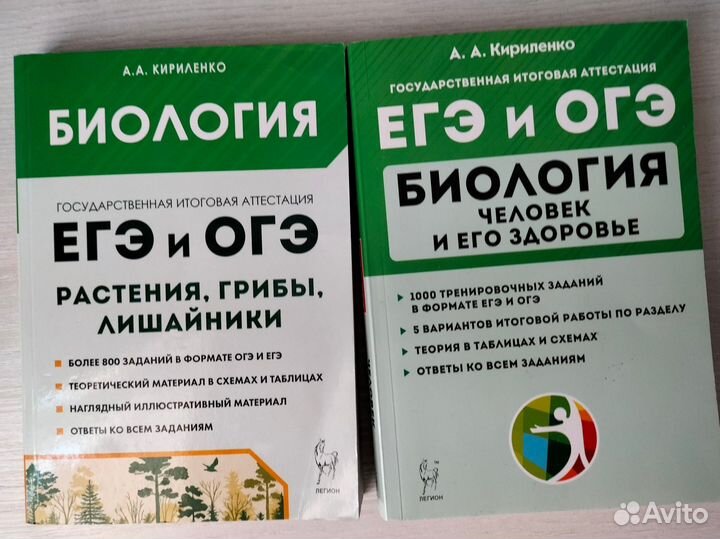 А.А. КИРИЛЕНКО
БИОЛОГИЯ
ГОСУДАРСТВЕННАЯ ИТОГОВАЯ АТТЕСТАЦИЯ
ЕГЭ и ОГЭ
РАСТЕНИЯ, ГРИБЫ,
ЛИШАЙНИКИ
БОЛЕЕ 800 ЗАДАНИЙ В ФОРМАТЕ ОГЭ И ЕГЭ
ТЕОРЕТИЧЕСКИЙ МАТЕРИАЛ В СХЕМАХ И ТАБЛИЦАХ
НАГЛЯДНЫЙ ИЛЛЮСТРАТИВНЫЙ МАТЕРИАЛ
ОТВЕТЫ КО ВСЕМ ЗАДАНИЯМ
ЛЕГИОН
А. А. Кириленко
ГОСУДАРСТВЕННАЯ ИТОГОВАЯ АТТЕСТАЦИЯ
ЕГЭ И ОГЭ
БИОЛОГИЯ
ЧЕЛОВЕК
И ЕГО ЗДОРОВЬЕ
1000 ТРЕНИРОВОЧНЫХ ЗАДАНИЙ
В ФОРМАТЕ ЕГЭ И ОГЭ
5 ВАРИАНТОВ ИТОГОВОЙ РАБОТЫ ПО РАЗДЕЛУ
ТЕОРИЯ В ТАБЛИЦАХ И СХЕМАХ
ОТВЕТЫ КО ВСЕМ ЗАДАНИЯМ
ЛЕГИОН
Avito